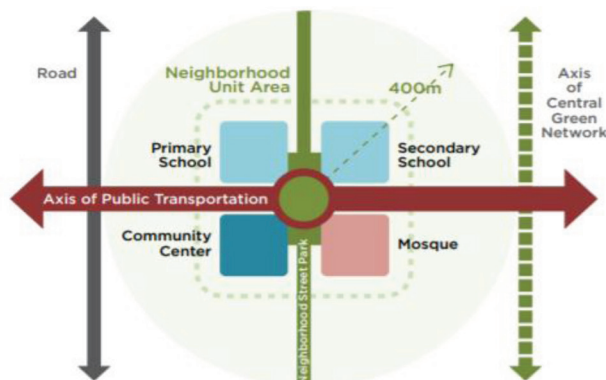 Road
Neighborhood
Unit Area
400m
Axis
of
Central
Green
Network
Primary
School
Secondary
School
Axis of Public Transportation
Community
Center
Mosque
Neighborhood Street Park